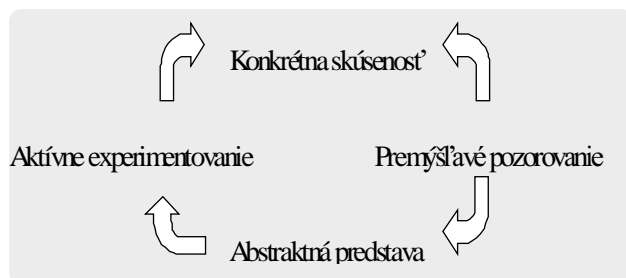 Konkrétna skúsenosť
Aktívne experimentovanie Premýšľavé pozorovanie
Abstraktná predstava